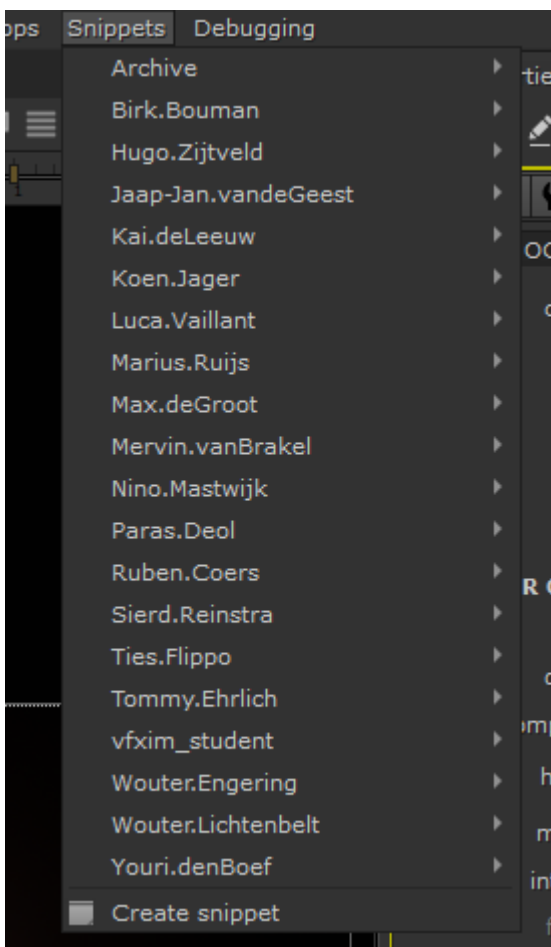 Snippets Debugging
Archive
Birk.Bouman
Hugo.Zijtveld
Jaap-Jan.vandeGeest
Kai.deLeeuw
Koen.Jager
Luca.Vaillant
Marius.Ruijs
Max.deGroot
Mervin.vanBrakel
Nino.Mastwijk
Paras.Deol
Ruben.Coers
Sierd.Reinstra
Ties.Flippo
Tommy.Ehrlich
vfxim_student
Wouter.Engering
Wouter.Lichtenbelt
Youri.denBoef
Create snippet